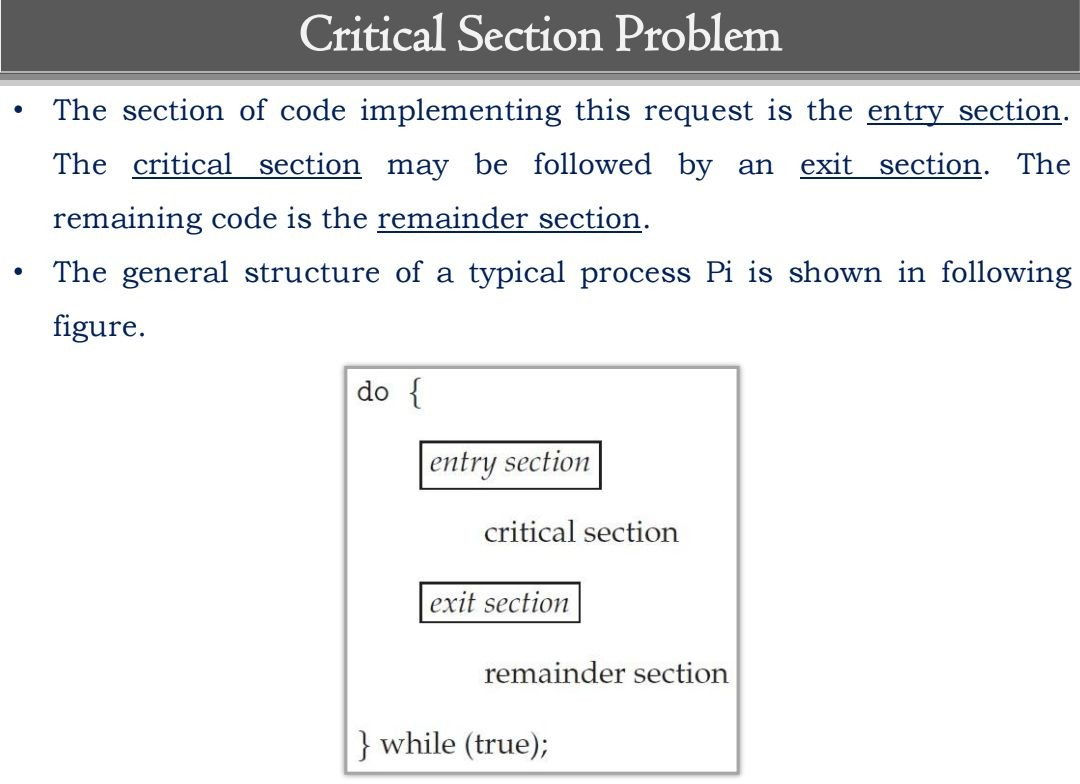 Critical Section Problem
• The section of code implementing this request is the entry section.
The critical section may be followed by an exit section. The
remaining code is the remainder section.
• The general structure of a typical process Pi is shown in following
figure.
do {
entry section
critical section
exit section
remainder section
} while (true);